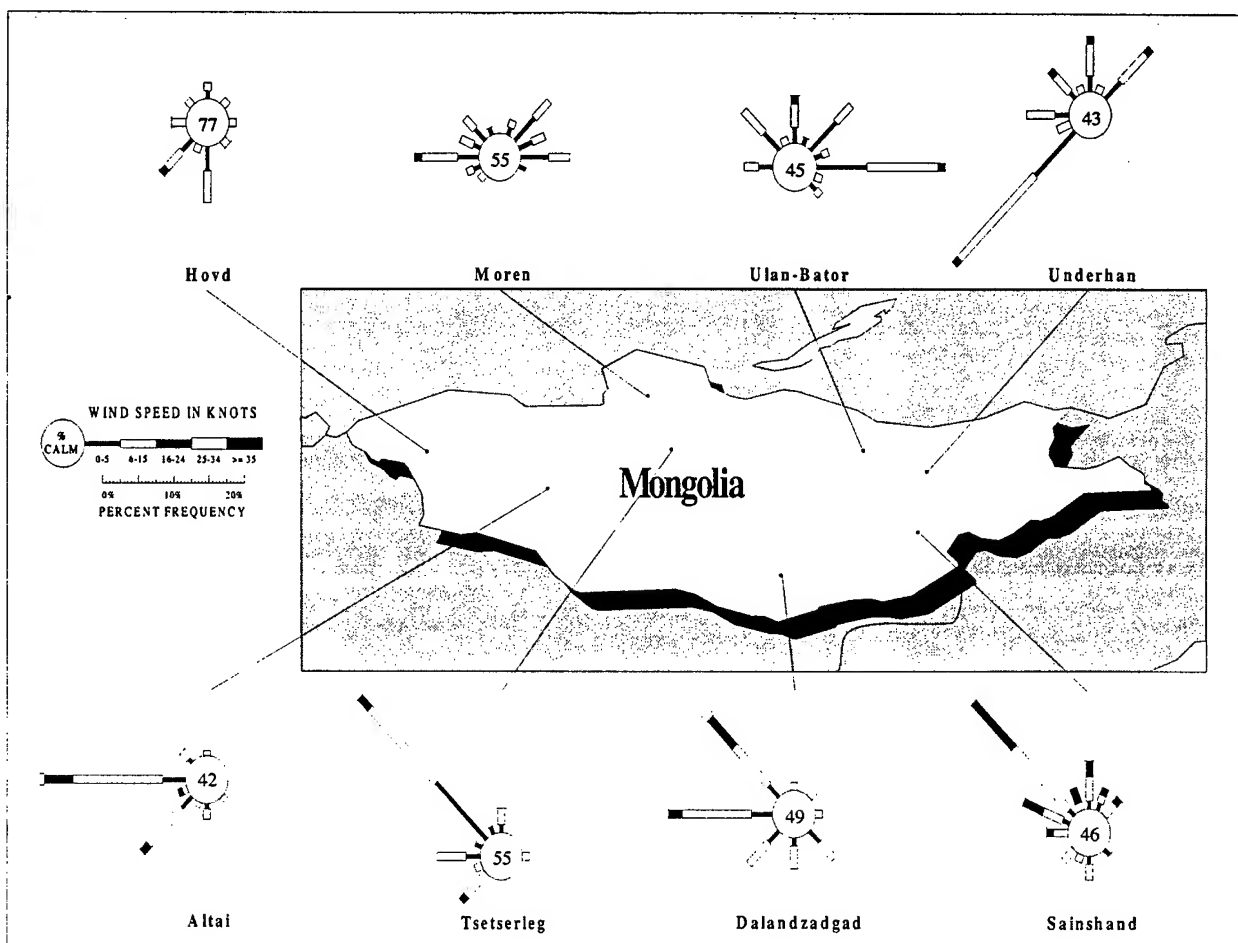 77
55
45
43
Hovd
Moren
Ulan-Bator
Underhan
WIND SPEED IN KNOTS
% CALM
0-5 6-15 16-24 25-34 >= 35
0% 10% 20%
PERCENT FREQUENCY
Mongolia
42
55
49
46
Altai
Tsetserleg
Dalandzadgad
Sainshand